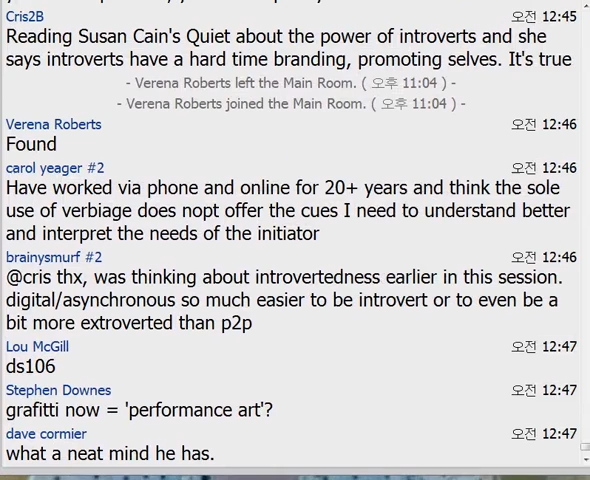 Cris2B 오전 12:45
Reading Susan Cain's Quiet about the power of introverts and she
says introverts have a hard time branding, promoting selves. It's true
- Verena Roberts left the Main Room. ( 오후 11:04 ) -
- Verena Roberts joined the Main Room. ( 오후 11:04 ) -
Verena Roberts 오전 12:46
Found
carol yeager #2 오전 12:46
Have worked via phone and online for 20+ years and think the sole
use of verbiage does nopt offer the cues I need to understand better
and interpret the needs of the initiator
brainysmurf #2 오전 12:46
@cris thx, was thinking about introvertedness earlier in this session.
digital/asynchronous so much easier to be introvert or to even be a
bit more extroverted than p2p
Lou McGill 오전 12:47
ds106
Stephen Downes 오전 12:47
grafitti now = 'performance art'?
dave cormier 오전 12:47
what a neat mind he has.